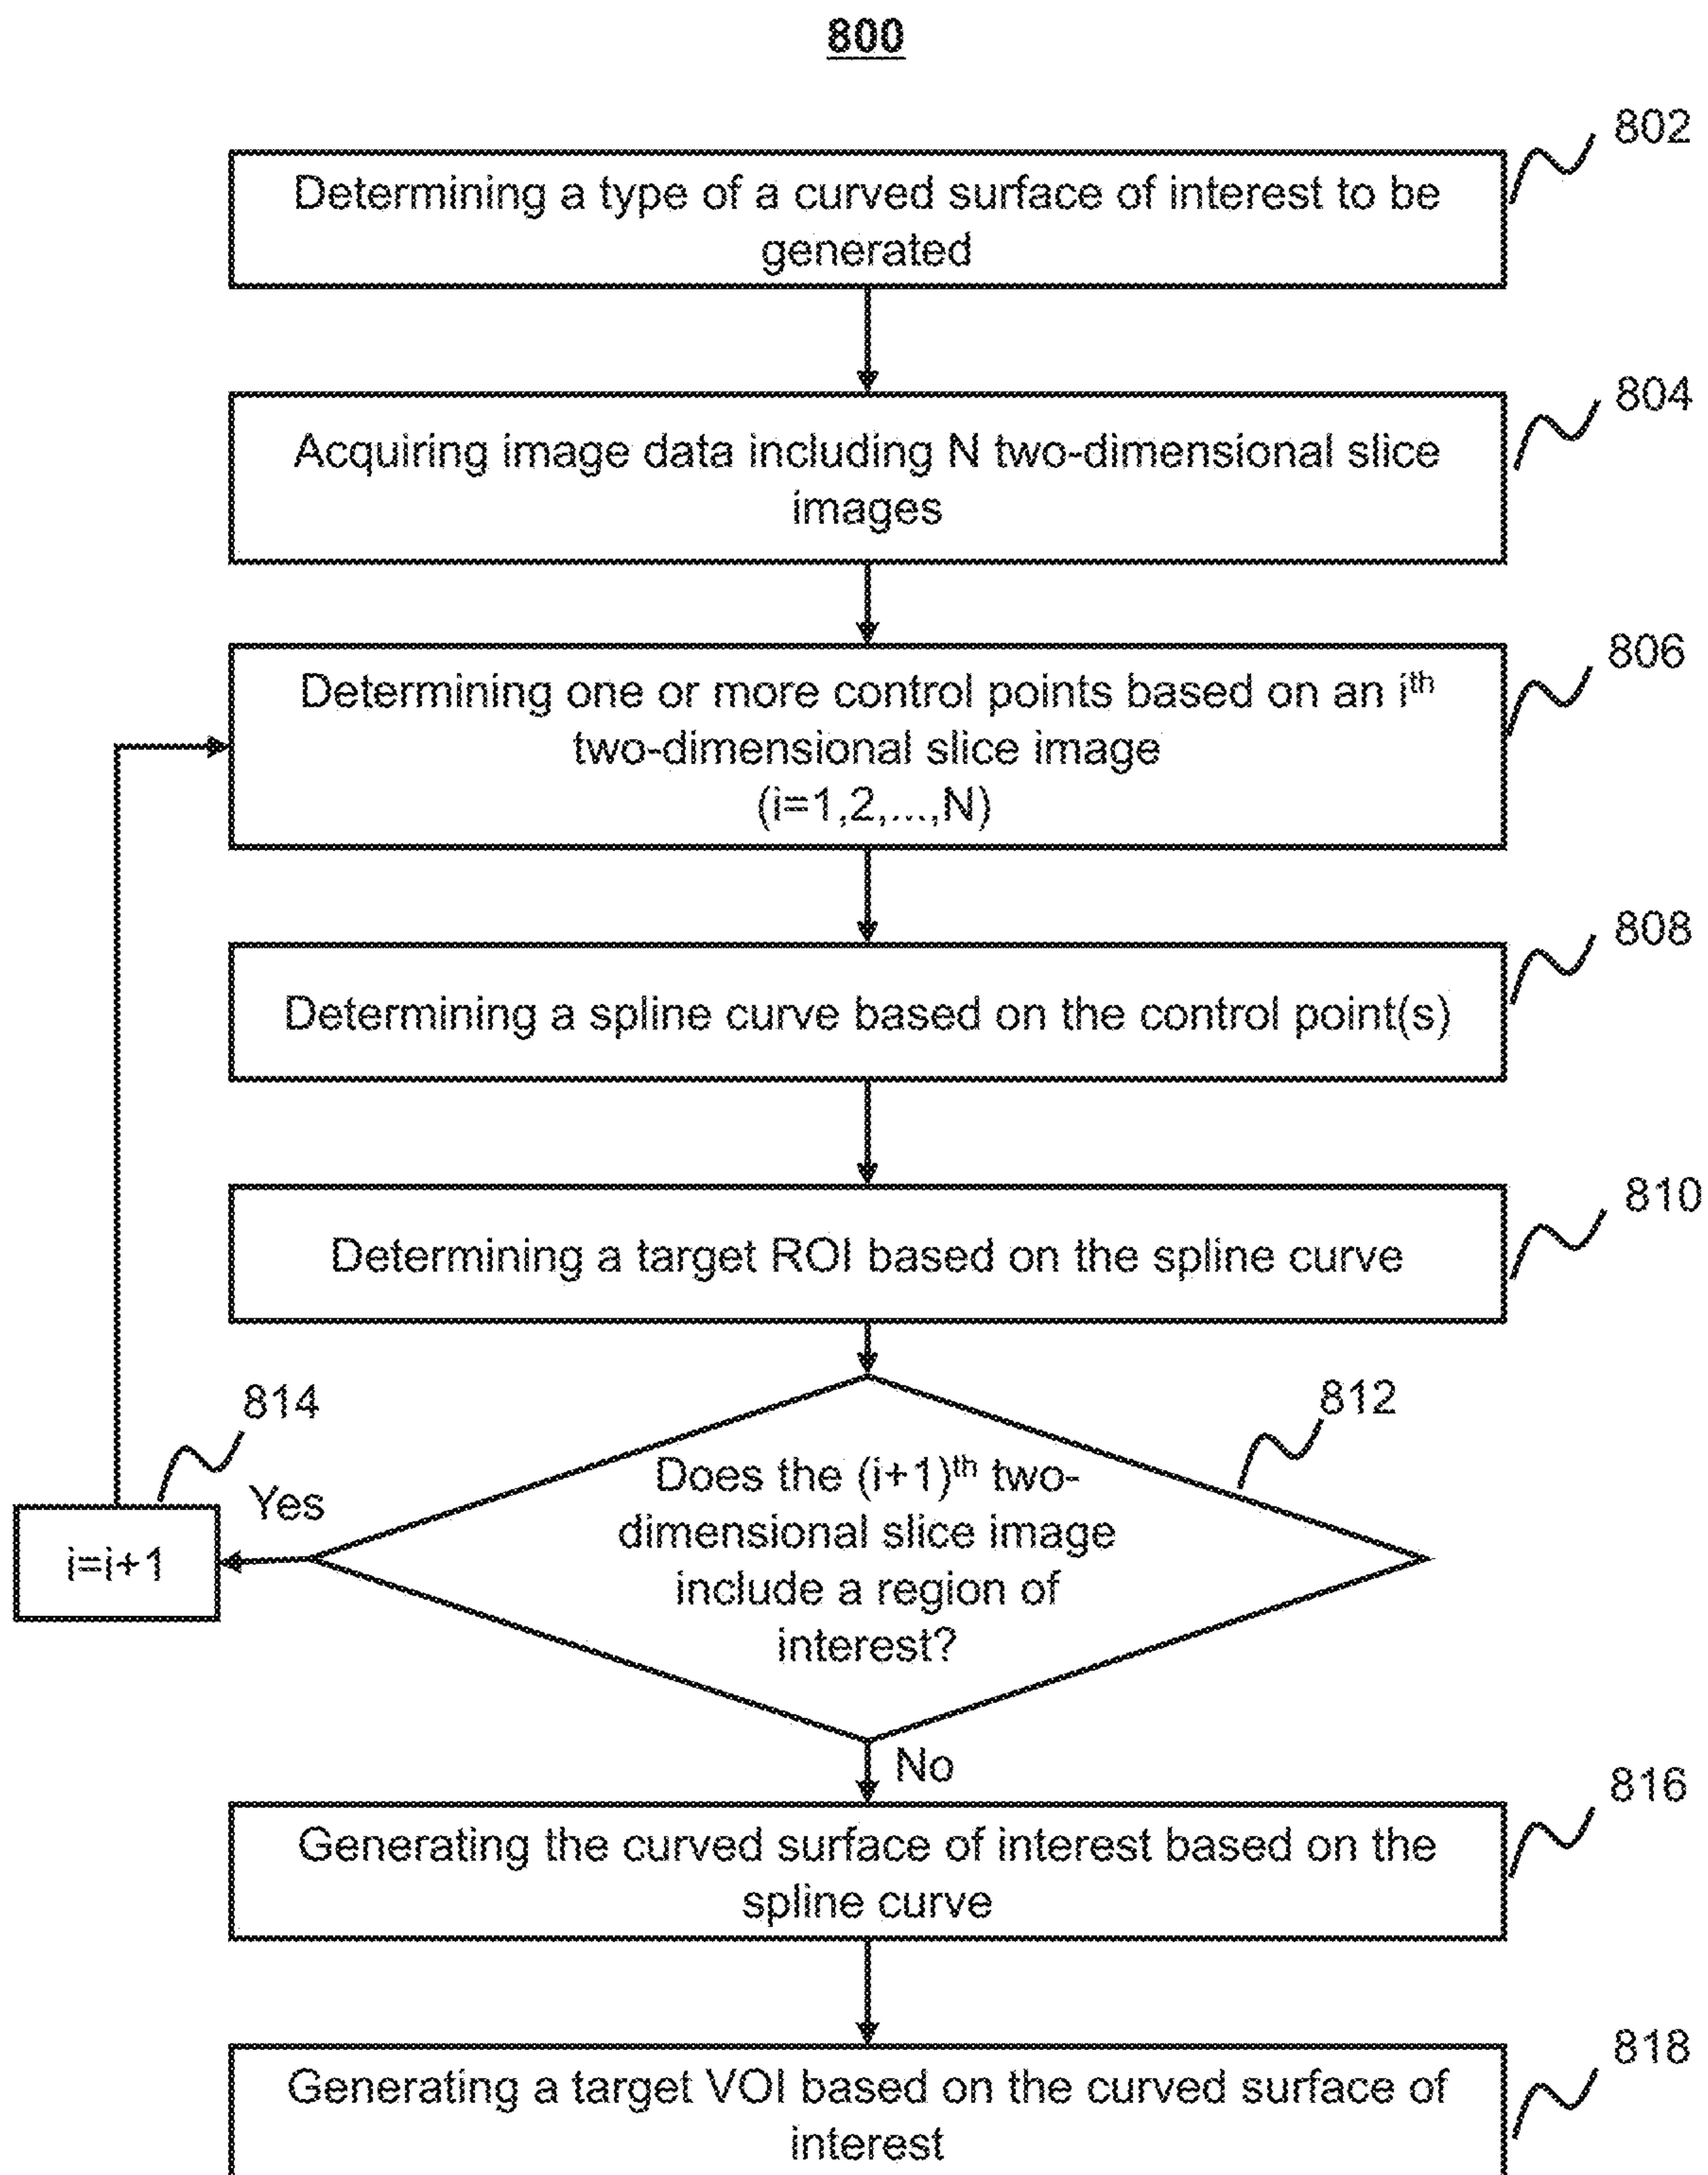 800
802
Determining a type of a curved surface of interest to be
generated
804
Acquiring image data including N two-dimensional slice
images
806
Determining one or more control points based on an iᵗʰ
two-dimensional slice image
(i=1,2,...,N)
808
Determining a spline curve based on the control point(s)
810
Determining a target ROI based on the spline curve
814
812
Does the (i+1)ᵗʰ two-
dimensional slice image
include a region of
interest?
Yes
i=i+1
No
816
Generating the curved surface of interest based on the
spline curve
818
Generating a target VOI based on the curved surface of
interest